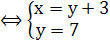 ⇔ { x = y + 3
y = 7